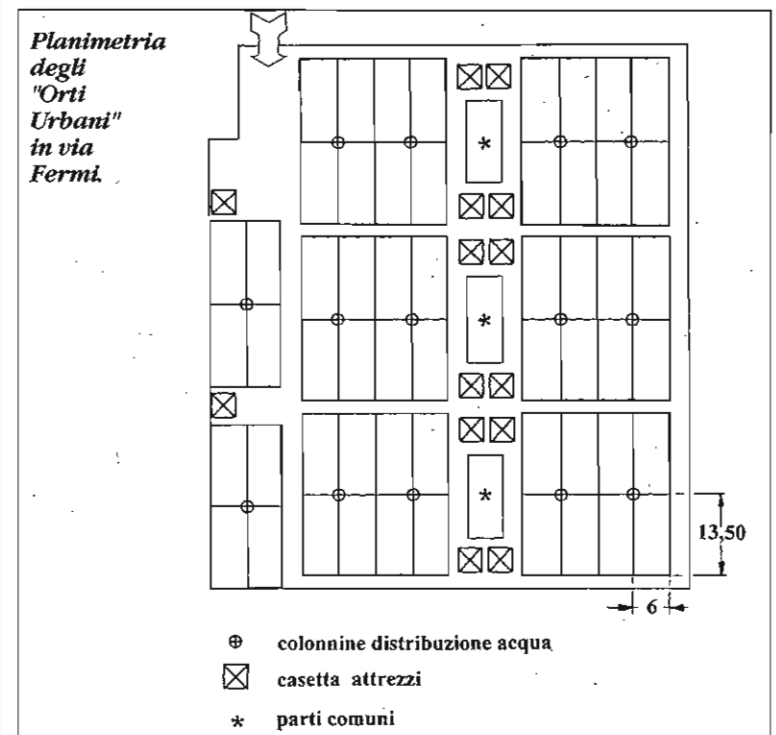 Planimetria
degli
"Orti
Urbani"
in via
Fermi.
*
*
*
13,50
6
colonnine distribuzione acqua
casetta attrezzi
* parti comuni